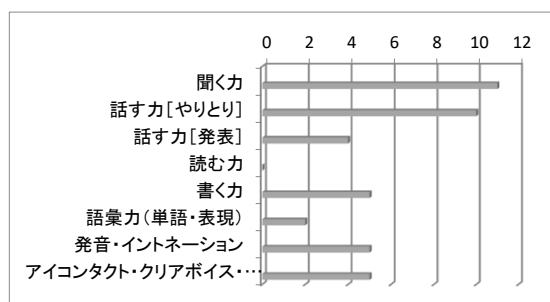 0 2 4 6 8 10 12
聞く力
話す力[やりとり]
話す力[発表]
読む力
書く力
語彙力(単語・表現)
発音・イントネーション
アイコンタクト・クリアボイス・…